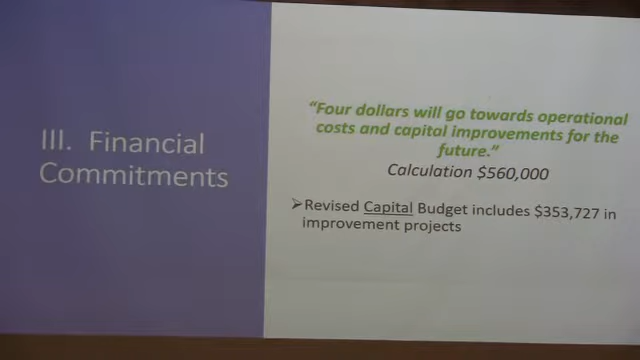 III. Financial
Commitments
“Four dollars will go towards operational
costs and capital improvements for the
future.”
Calculation $560,000
➢Revised Capital Budget includes $353,727 in
improvement projects